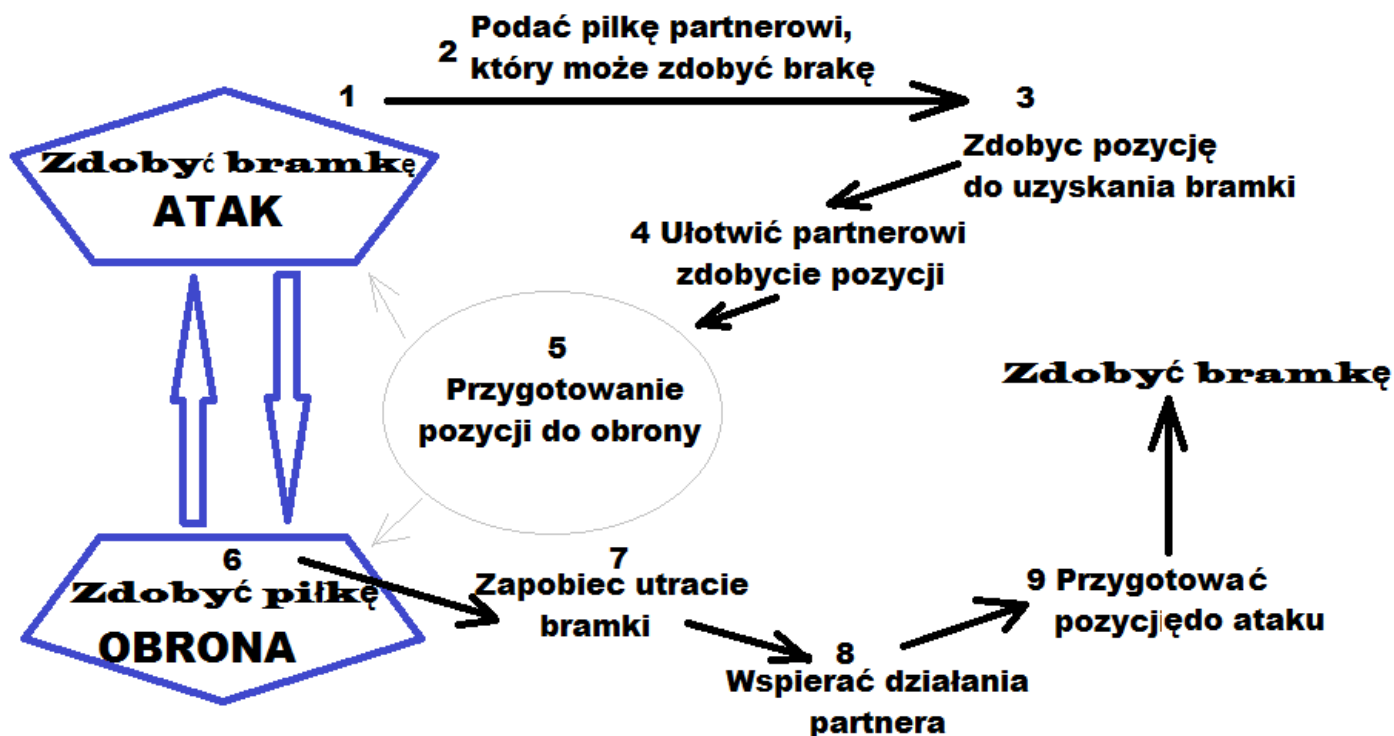 2 Podać pilkę partnerowi,
który może zdobyć brakę
1
3
Zdobyć bramkę
ATAK
Zdobyc pozycję
do uzyskania bramki
4 Ułotwić partnerowi
zdobycie pozycji
5
Przygotowanie
pozycji do obrony
Zdobyć bramkę
6
Zdobyć piłkę
OBRONA
7
Zapobiec utracie
bramki
8
Wspierać działania
partnera
9 Przygotować
pozycjędo ataku